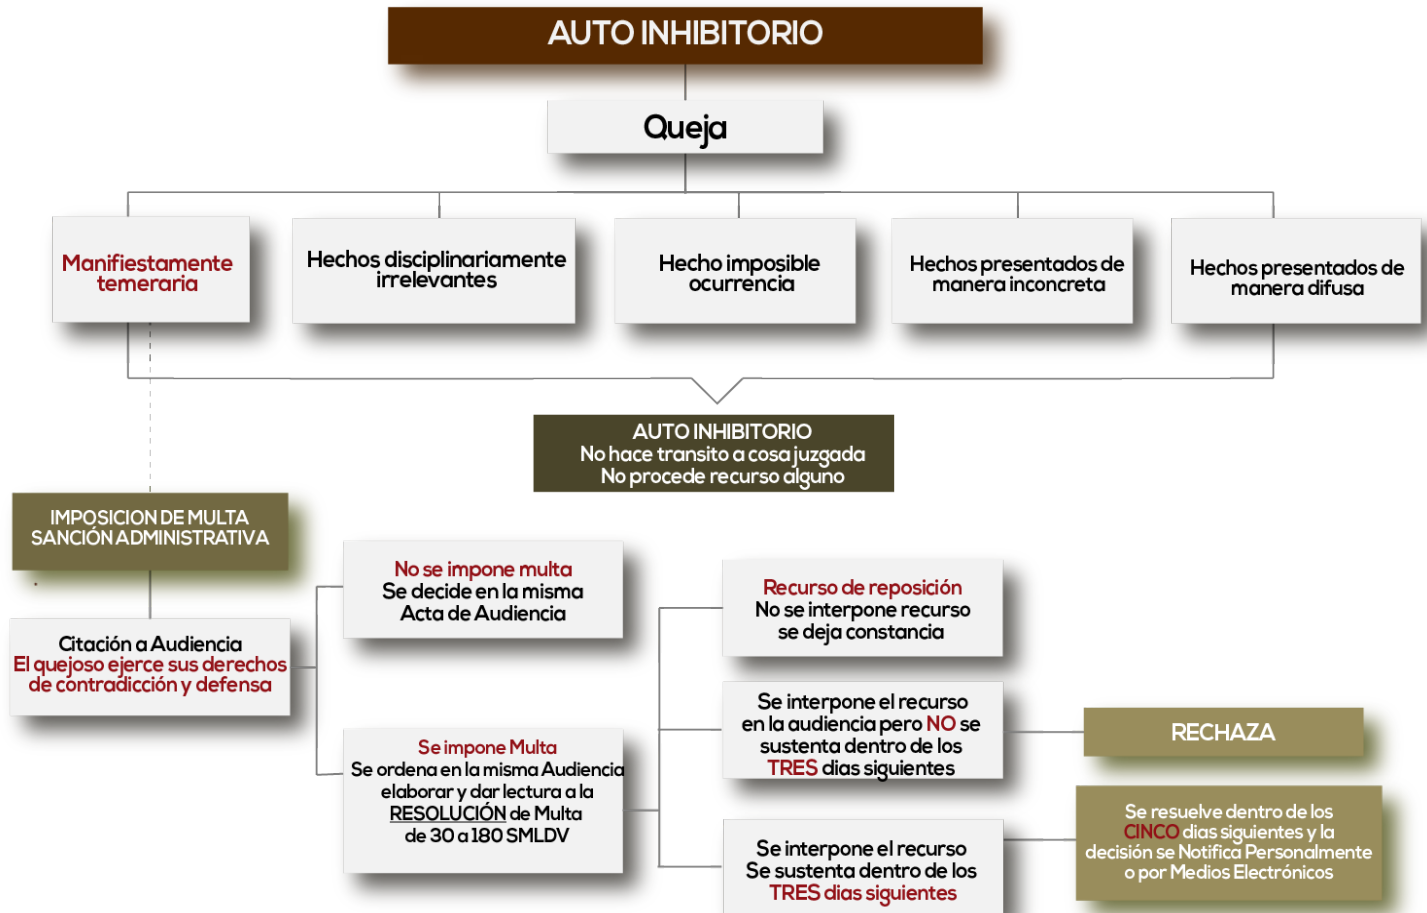 AUTO INHIBITORIO
Queja
Manifiestamente
temeraria
Hechos disciplinariamente
irrelevantes
Hecho imposible
ocurrencia
Hechos presentados de
manera inconcreta
Hechos presentados de
manera difusa
AUTO INHIBITORIO
No hace transito a cosa juzgada
No procede recurso alguno
IMPOSICION DE MULTA
SANCIÓN ADMINISTRATIVA
Citación a Audiencia
El quejoso ejerce sus derechos
de contradicción y defensa
No se impone multa
Se decide en la misma
Acta de Audiencia
Se impone Multa
Se ordena en la misma Audiencia
elaborar y dar lectura a la
RESOLUCIÓN de Multa
de 30 a 180 SMLDV
Recurso de reposición
No se interpone recurso
se deja constancia
Se interpone el recurso
en la audiencia pero NO se
sustenta dentro de los
TRES dias siguientes
RECHAZA
Se interpone el recurso
Se sustenta dentro de los
TRES dias siguientes
Se resuelve dentro de los
CINCO dias siguientes y la
decisión se Notifica Personalmente
o por Medios Electrónicos